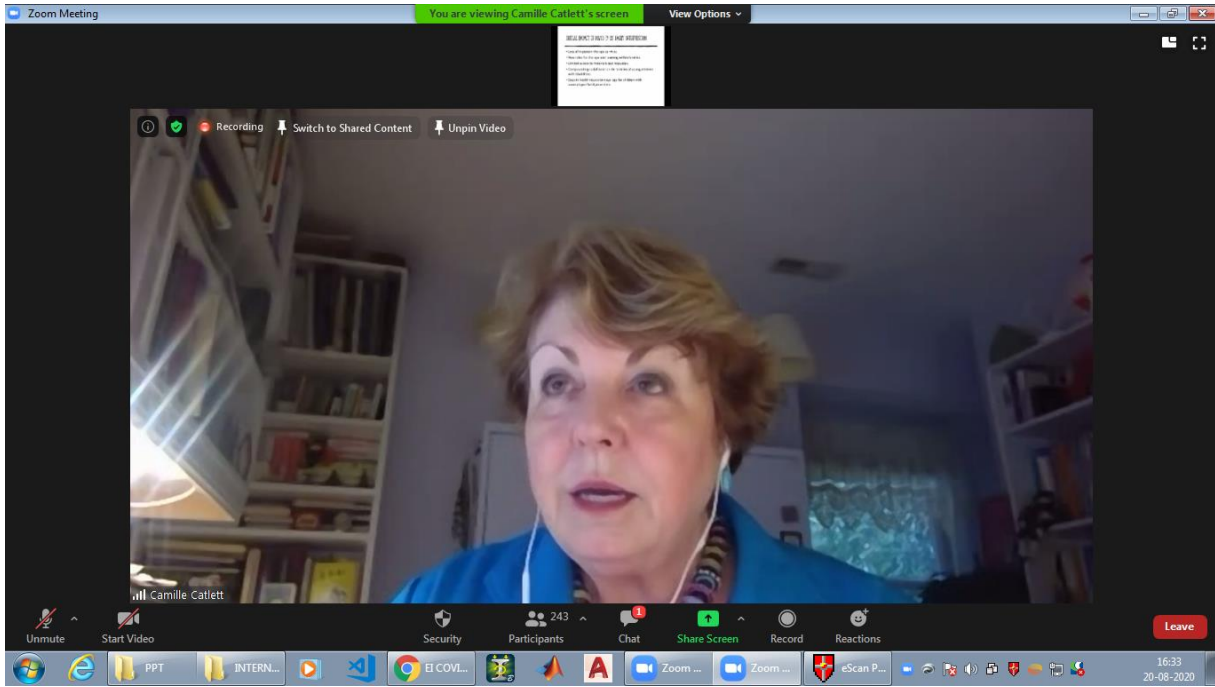 Zoom Meeting
You are viewing Camille Catlett's screen
View Options
Recording
Switch to Shared Content
Unpin Video
Camille Catlett
Unmute
Start Video
Security
243
Participants
1
Chat
Share Screen
Record
Reactions
Leave
PPT
INTERN...
EI COVI...
A
Zoom ...
Zoom ...
eScan P...
16:33
20-08-2020